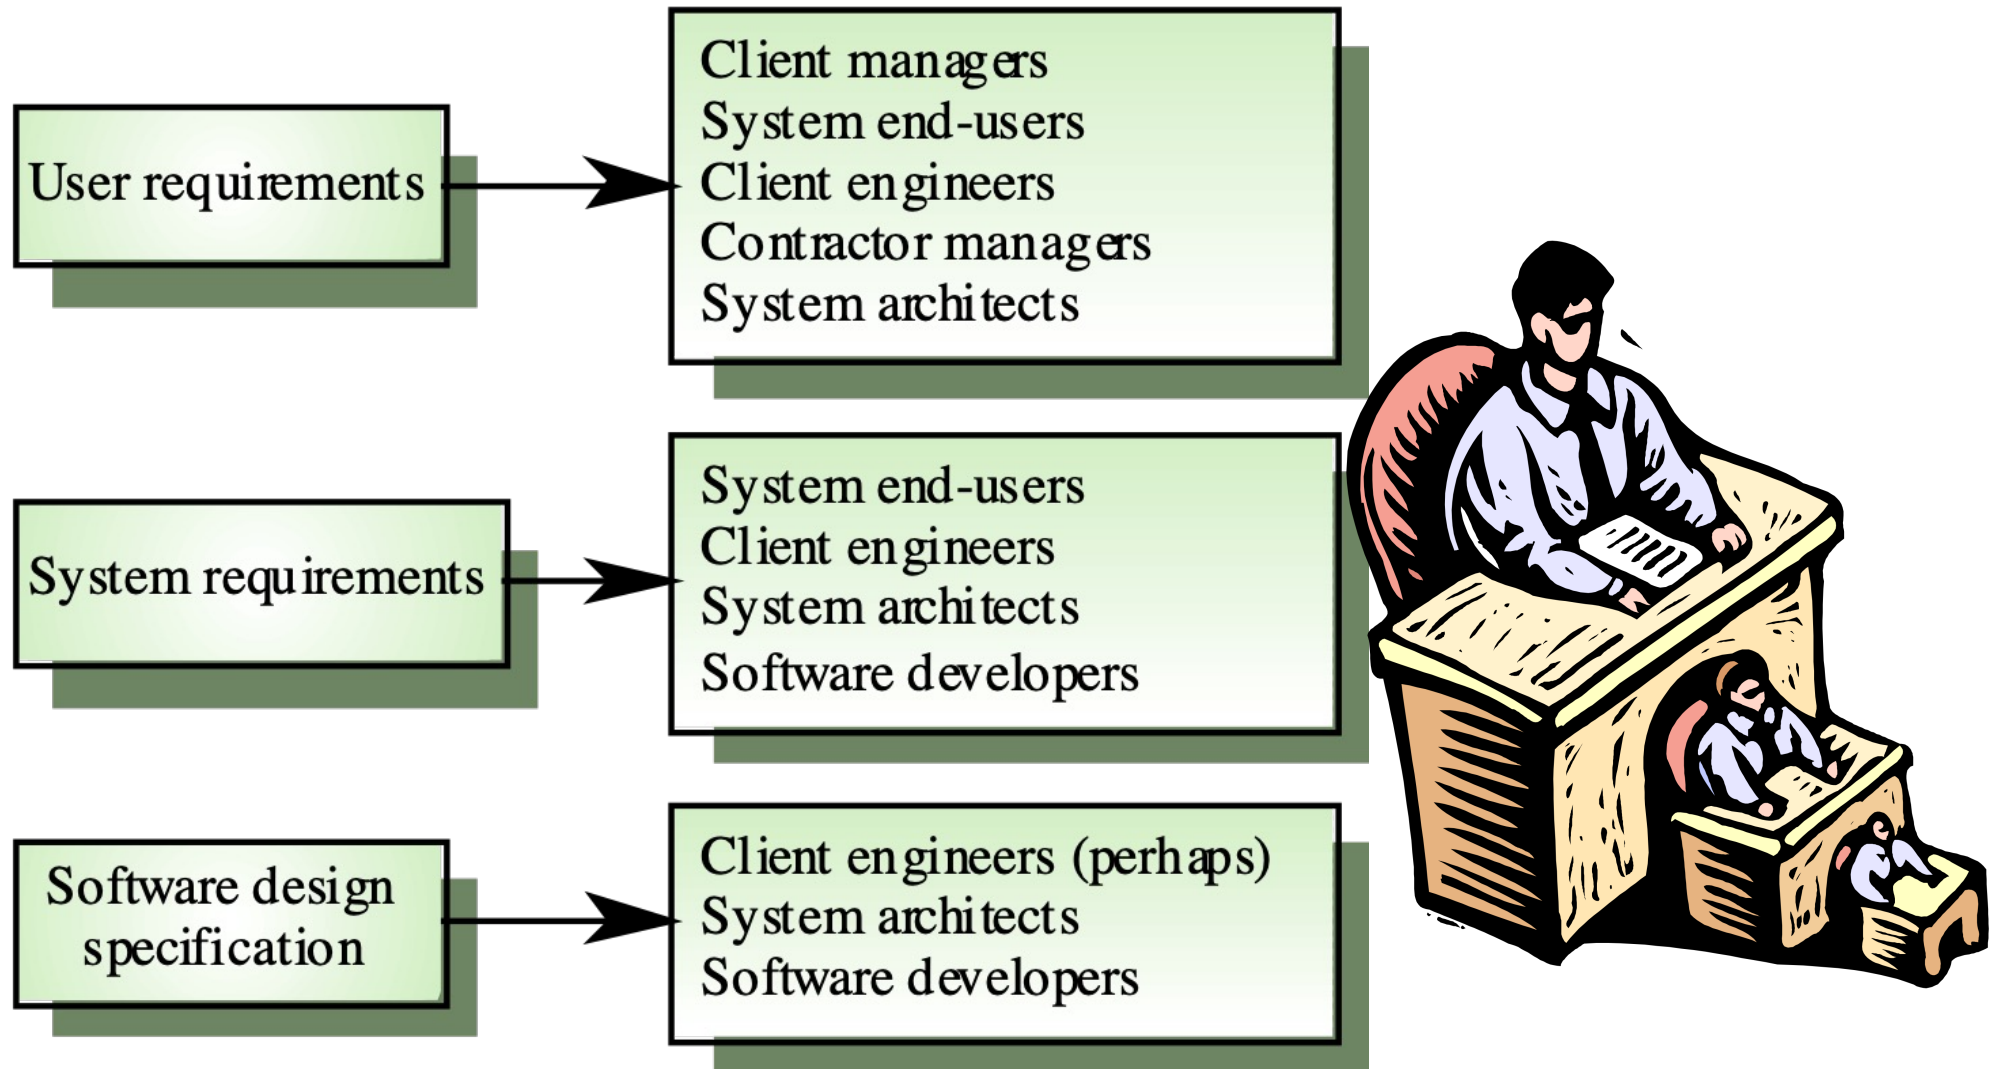 User requirements
Client managers
System end-users
Client engineers
Contractor managers
System architects
System requirements
System end-users
Client engineers
System architects
Software developers
Software design
specification
Client engineers (perhaps)
System architects
Software developers